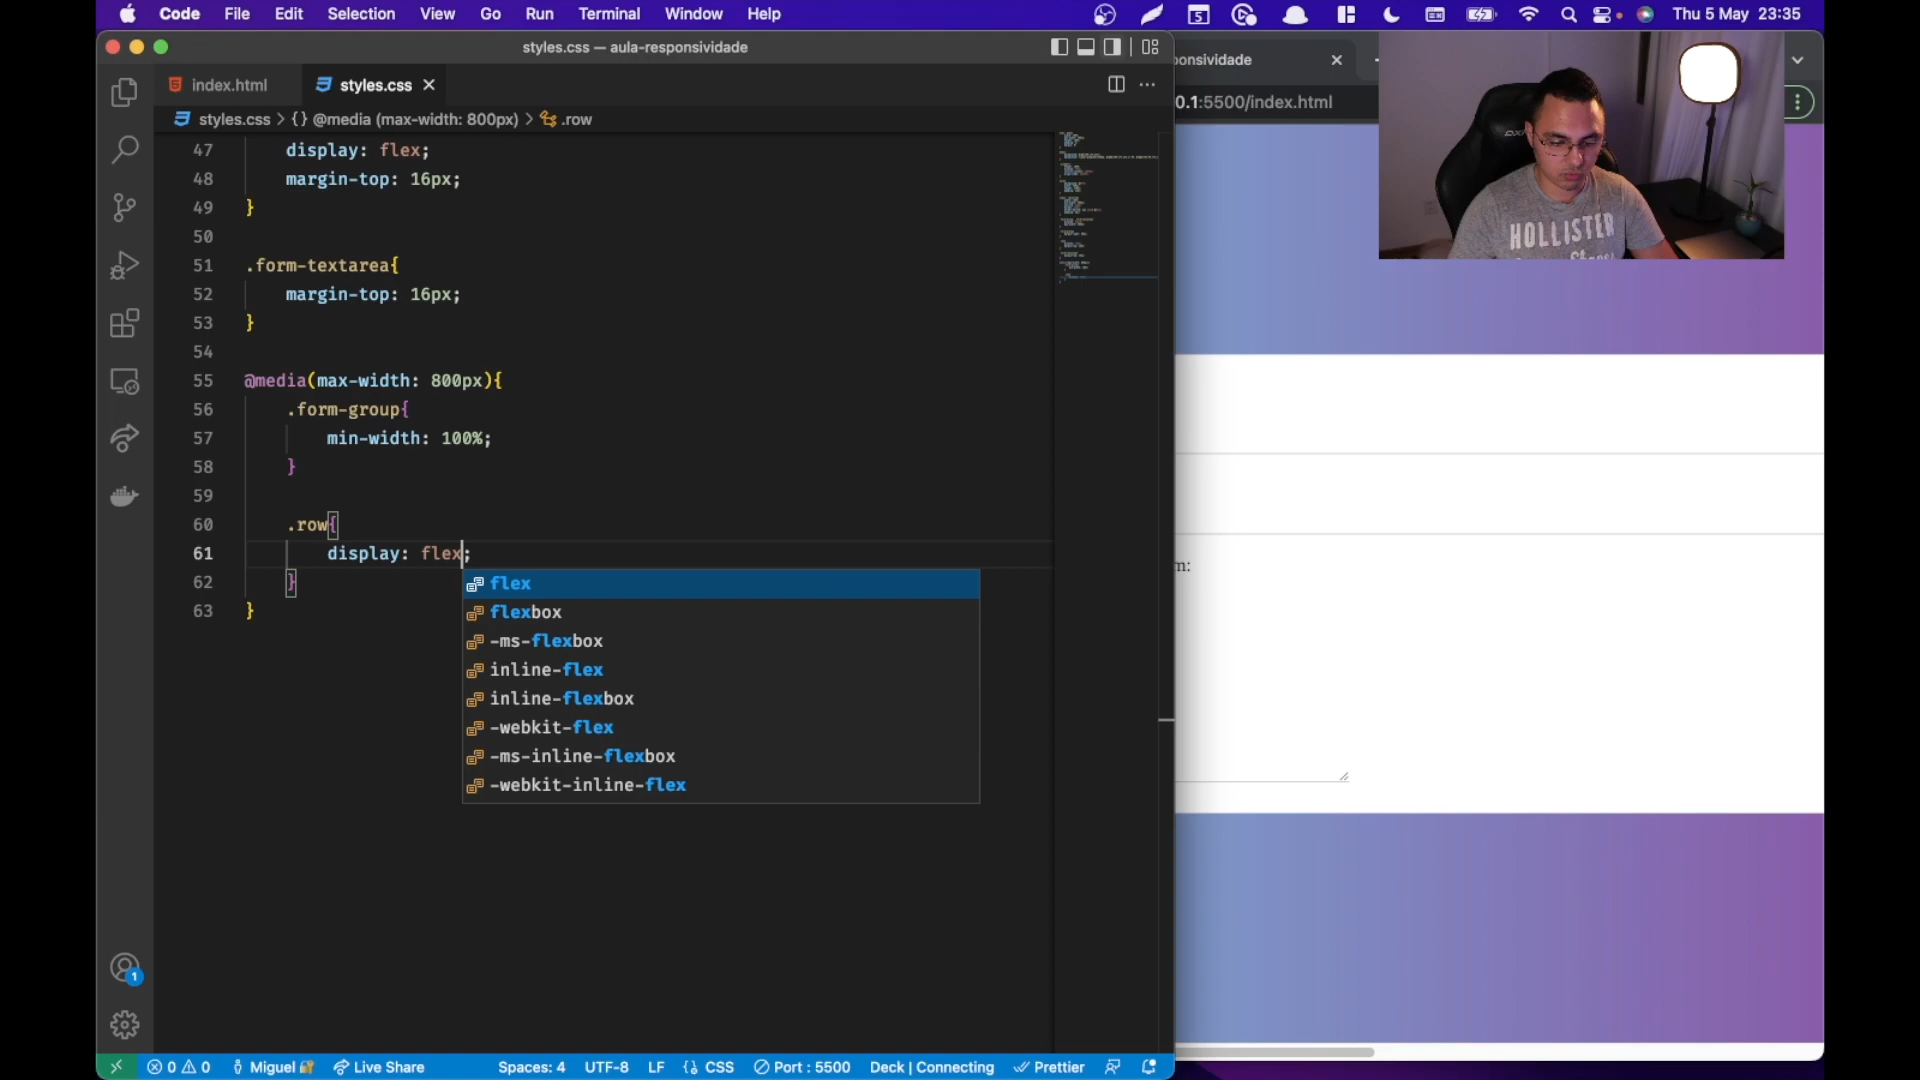 Code File Edit Selection View Go Run Terminal Window Help
5
Thu 5 May 23:35
styles.css — aula-responsividade
index.html
styles.css
styles.css > {} @media (max-width: 800px) > .row
47 display: flex;
48 margin-top: 16px;
49 }
50
51 .form-textarea{
52 margin-top: 16px;
53 }
54
55 @media(max-width: 800px){
56 .form-group{
57 min-width: 100%;
58 }
59
60 .row{
61 display: flex;
62 }
63 }
flex
flexbox
-ms-flexbox
inline-flex
inline-flexbox
-webkit-flex
-ms-inline-flexbox
-webkit-inline-flex
1
0 0 Miguel Live Share Spaces: 4 UTF-8 LF CSS Port : 5500 Deck | Connecting Prettier
onsividade
0.1:5500/index.html
HOLLISTER
m: